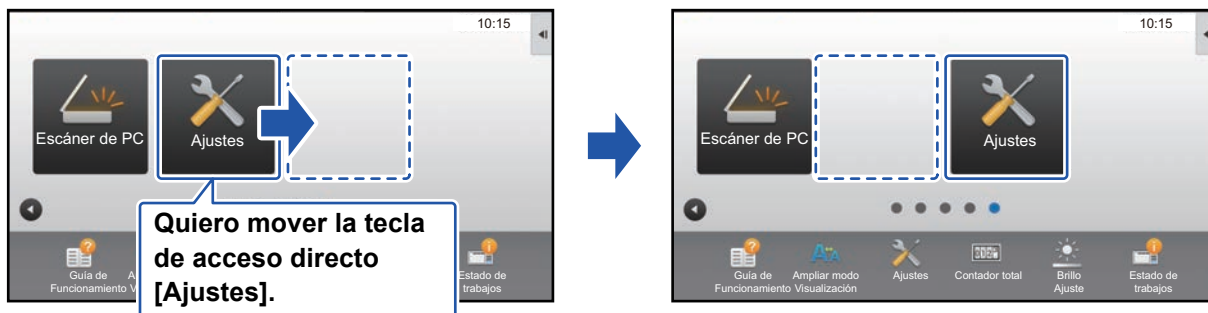 10:15
Escáner de PC
Ajustes
Quiero mover la tecla
de acceso directo
[Ajustes].
Guía de
Funcionamiento
Estado de
trabajos
10:15
Escáner de PC
Ajustes
Guía de
Funcionamiento
Ampliar modo
Visualización
Ajustes
Contador total
Brillo
Ajuste
Estado de
trabajos